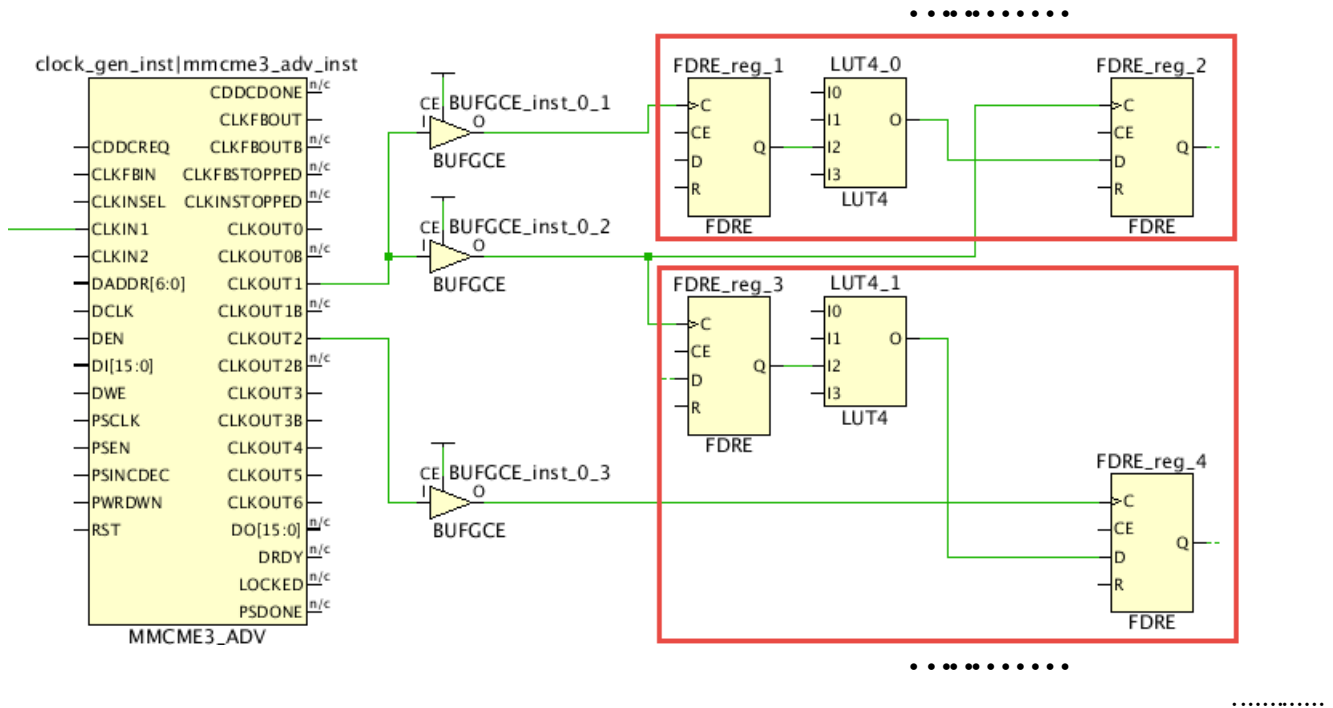 clock_gen_inst|mmcme3_adv_inst
CDDCDONE n/c
CLKFBOUT
CDDCREQ CLKFBOUTB n/c
CLKFBIN CLKFBSTOPPED n/c
CLKINSEL CLKINSTOPPED n/c
CLKIN1 CLKOUT0
CLKIN2 CLKOUT0B n/c
DADDR[6:0] CLKOUT1
DCLK CLKOUT1B n/c
DEN CLKOUT2
DI[15:0] CLKOUT2B n/c
DWE CLKOUT3
PSCLK CLKOUT3B
PSEN CLKOUT4
PSINCDEC CLKOUT5
PWRDWN CLKOUT6
RST DO[15:0] n/c
DRDY n/c
LOCKED n/c
PSDONE n/c
MMCME3_ADV
CE BUFGCE_inst_0_1
I O
BUFGCE
CE BUFGCE_inst_0_2
I O
BUFGCE
CE BUFGCE_inst_0_3
I O
BUFGCE
FDRE_reg_1
C
CE
D Q
R
FDRE
LUT4_0
I0
I1 O
I2
I3
LUT4
FDRE_reg_2
C
CE
D Q
R
FDRE
FDRE_reg_3
C
CE
D Q
R
FDRE
LUT4_1
I0
I1 O
I2
I3
LUT4
FDRE_reg_4
C
CE
D Q
R
FDRE